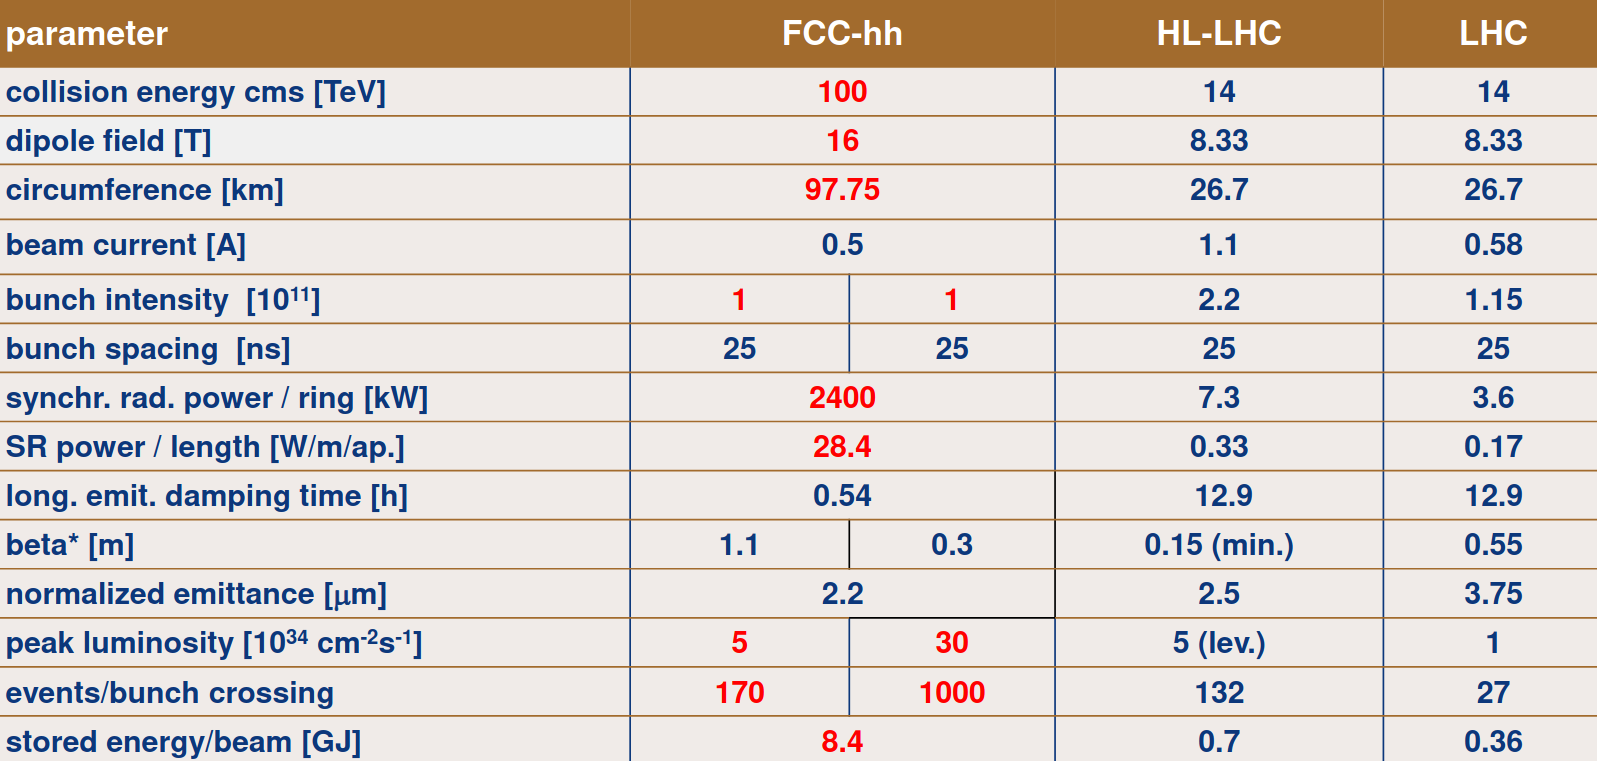 parameter FCC-hh HL-LHC LHC
collision energy cms [TeV] 100 14 14
dipole field [T] 16 8.33 8.33
circumference [km] 97.75 26.7 26.7
beam current [A] 0.5 1.1 0.58
bunch intensity [10¹¹] 1 1 2.2 1.15
bunch spacing [ns] 25 25 25 25
synchr. rad. power / ring [kW] 2400 7.3 3.6
SR power / length [W/m/ap.] 28.4 0.33 0.17
long. emit. damping time [h] 0.54 12.9 12.9
beta* [m] 1.1 0.3 0.15 (min.) 0.55
normalized emittance [μm] 2.2 2.5 3.75
peak luminosity [10³⁴ cm⁻²s⁻¹] 5 30 5 (lev.) 1
events/bunch crossing 170 1000 132 27
stored energy/beam [GJ] 8.4 0.7 0.36